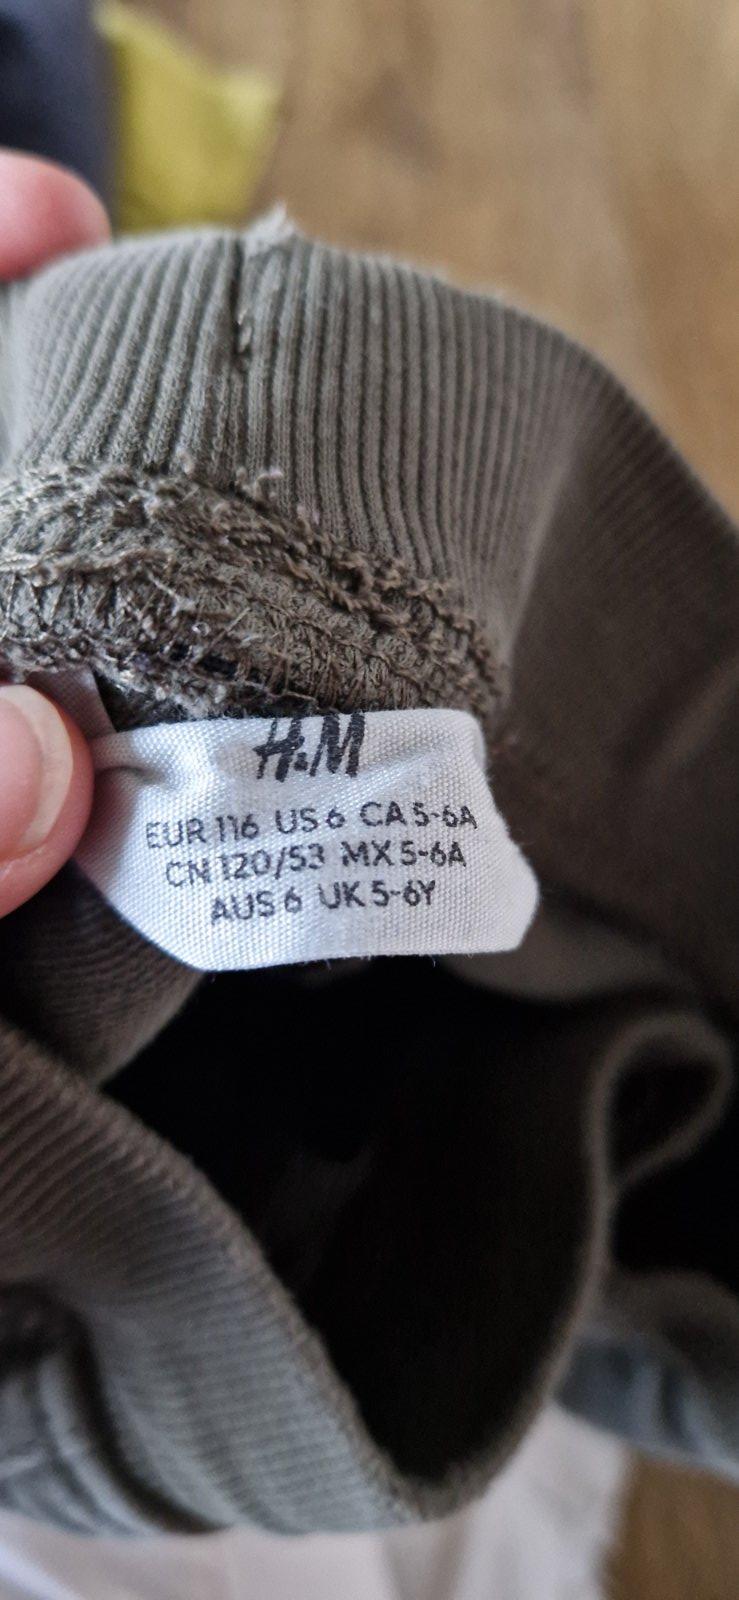 H&M
EUR 116 US 6 CA 5-6A
CN 120/53 MX 5-6A
AUS 6 UK 5-6Y